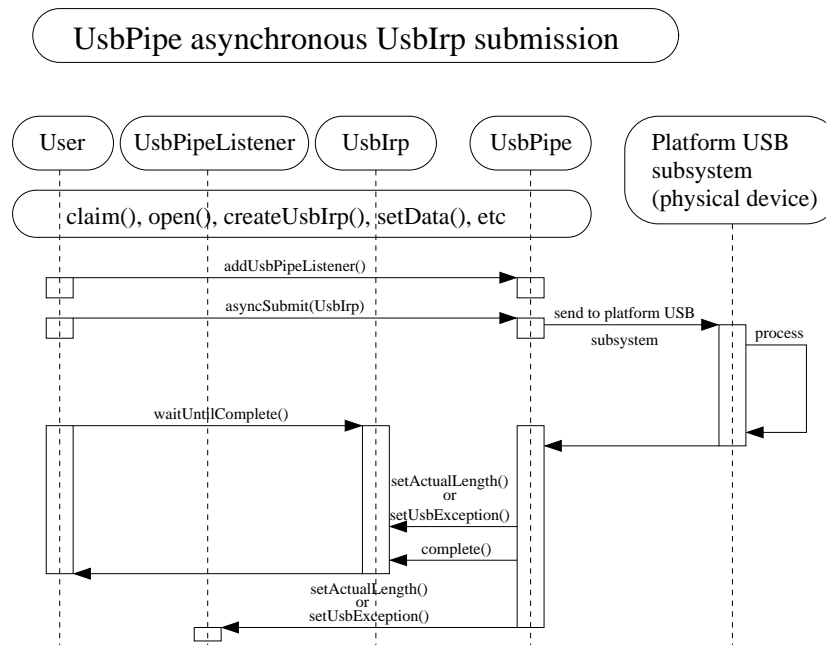 UsbPipe asynchronous UsbIrp submission
User
UsbPipeListener
UsbIrp
UsbPipe
Platform USB
subsystem
(physical device)
claim(), open(), createUsbIrp(), setData(), etc
addUsbPipeListener()
asyncSubmit(UsbIrp)
send to platform USB
subsystem
process
waitUntilComplete()
setActualLength()
or
setUsbException()
complete()
setActualLength()
or
setUsbException()